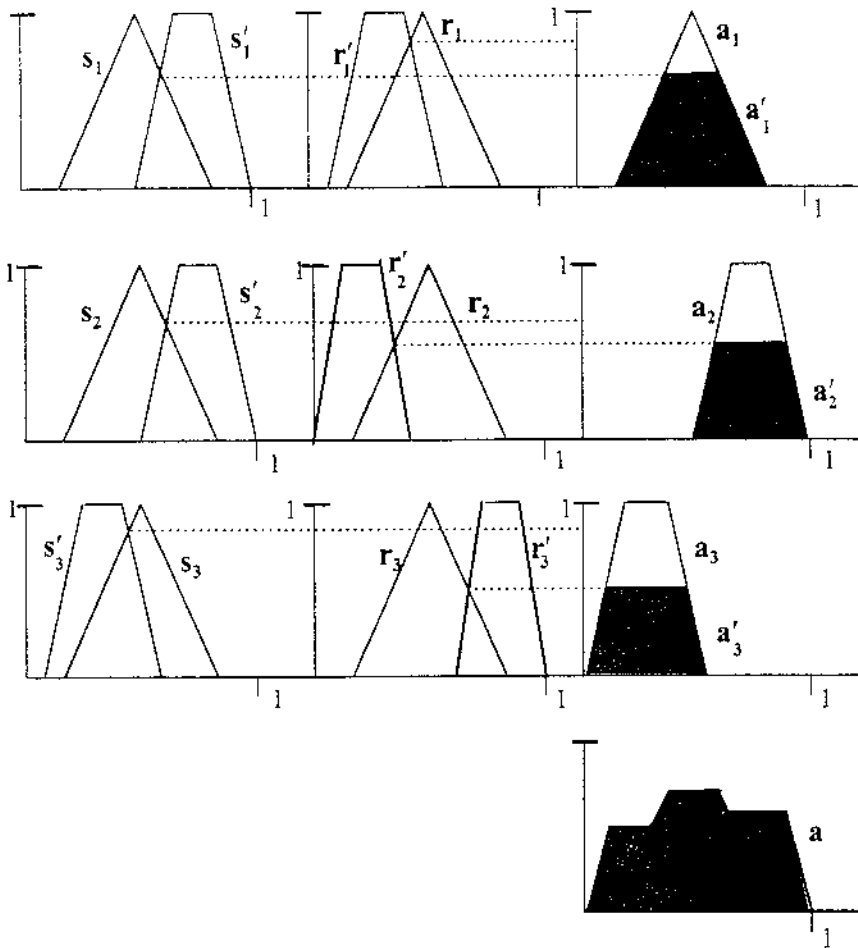 1
s₁ s′₁ r′₁ r₁ a₁
a′₁
1 1 1
1 1 1
s₂ s′₂ r′₂ r₂ a₂
a′₂
1 1 1
1 1 1
s′₃ s₃ r₃ r′₃ a₃
a′₃
1 1 1
a
1